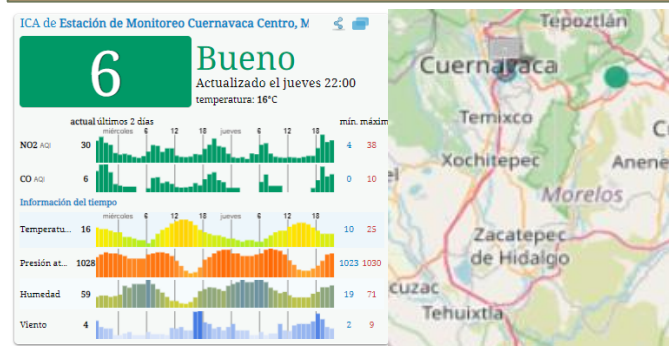 ICA de Estación de Monitoreo Cuernavaca Centro, M
6
Bueno
Actualizado el jueves 22:00
temperatura: 16°C
actual últimos 2 días mín. máxim
miércoles 6 12 18 jueves 6 12 18
NO2 AQI 30 4 38
CO AQI 6 0 10
Información del tiempo
miércoles 6 12 18 jueves 6 12 18
Temperatu... 16 10 25
Presión at... 1028 1023 1030
Humedad 59 19 71
Viento 4 2 9
Tepoztlán
Cuernavaca
Temixco
Xochitepec
Anene
Morelos
Zacatepec
de Hidalgo
cuzac
Tehuixtla